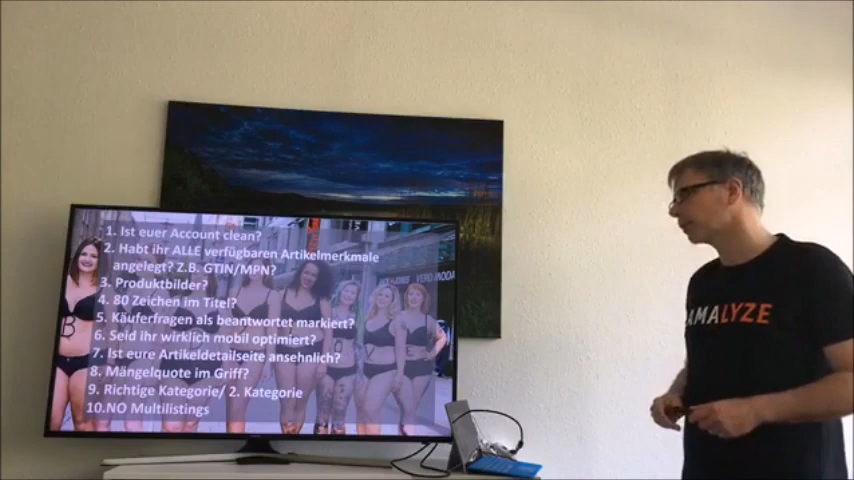 1. Ist euer Account clean?
2. Habt ihr ALLE verfügbaren Artikelmerkmale
angelegt? Z.B. GTIN/MPN?
3. Produktbilder?
4. 80 Zeichen im Titel?
5. Käuferfragen als beantwortet markiert?
6. Seid ihr wirklich mobil optimiert?
7. Ist eure Artikeldetailseite ansehnlich?
8. Mängelquote im Griff?
9. Richtige Kategorie/ 2. Kategorie
10.NO Multilistings
VERO MODA
B
AMALYZE